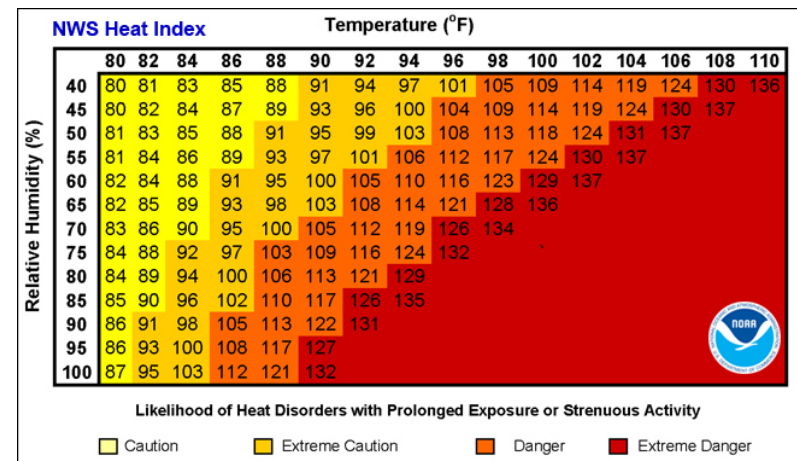 NWS Heat Index Temperature (°F)
80 82 84 86 88 90 92 94 96 98 100 102 104 106 108 110
40 80 81 83 85 88 91 94 97 101 105 109 114 119 124 130 136
45 80 82 84 87 89 93 96 100 104 109 114 119 124 130 137
50 81 83 85 88 91 95 99 103 108 113 118 124 131 137
55 81 84 86 89 93 97 101 106 112 117 124 130 137
60 82 84 88 91 95 100 105 110 116 123 129 137
65 82 85 89 93 98 103 108 114 121 128 136
70 83 86 90 95 100 105 112 119 126 134
75 84 88 92 97 103 109 116 124 132
80 84 89 94 100 106 113 121 129
85 85 90 96 102 110 117 126 135
90 86 91 98 105 113 122 131
95 86 93 100 108 117 127
100 87 95 103 112 121 132
Relative Humidity (%)
NOAA
Likelihood of Heat Disorders with Prolonged Exposure or Strenuous Activity
Caution Extreme Caution Danger Extreme Danger